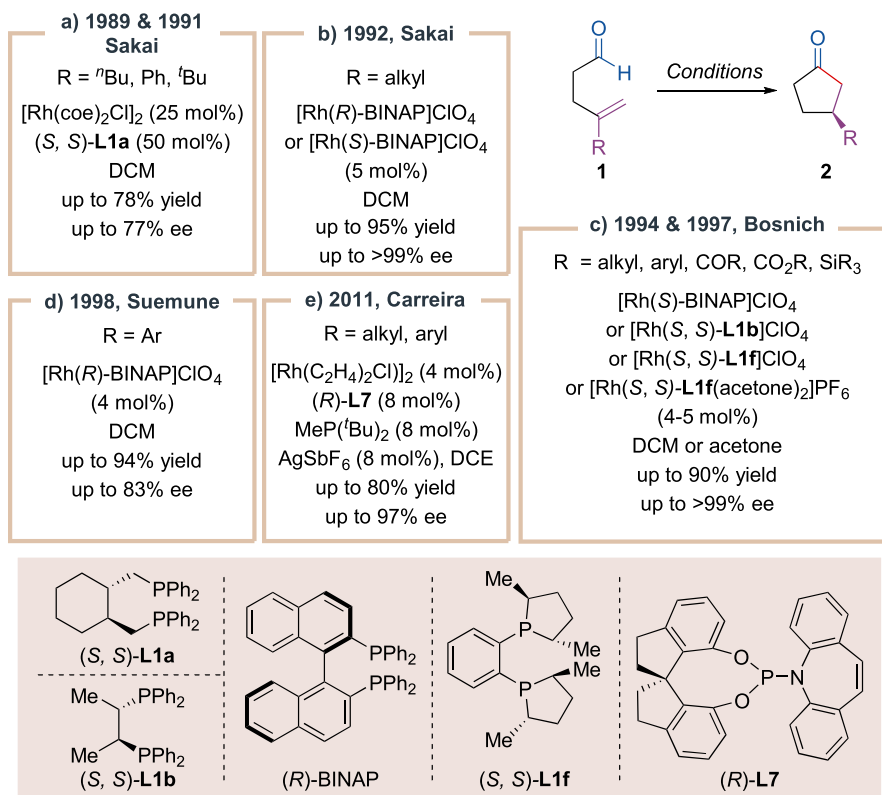 a) 1989 & 1991
Sakai
R = ⁿBu, Ph, ᵗBu
[Rh(coe)₂Cl]₂ (25 mol%)
(S, S)-L1a (50 mol%)
DCM
up to 78% yield
up to 77% ee
b) 1992, Sakai
R = alkyl
[Rh(R)-BINAP]ClO₄
or [Rh(S)-BINAP]ClO₄
(5 mol%)
DCM
up to 95% yield
up to >99% ee
O
H
R
1
Conditions
O
R
2
c) 1994 & 1997, Bosnich
R = alkyl, aryl, COR, CO₂R, SiR₃
[Rh(S)-BINAP]ClO₄
or [Rh(S, S)-L1b]ClO₄
or [Rh(S, S)-L1f]ClO₄
or [Rh(S, S)-L1f(acetone)₂]PF₆
(4-5 mol%)
DCM or acetone
up to 90% yield
up to >99% ee
d) 1998, Suemune
R = Ar
[Rh(R)-BINAP]ClO₄
(4 mol%)
DCM
up to 94% yield
up to 83% ee
e) 2011, Carreira
R = alkyl, aryl
[Rh(C₂H₄)₂Cl)]₂ (4 mol%)
(R)-L7 (8 mol%)
MeP(ᵗBu)₂ (8 mol%)
AgSbF₆ (8 mol%), DCE
up to 80% yield
up to 97% ee
PPh₂
PPh₂
(S, S)-L1a
Me
PPh₂
Me
PPh₂
(S, S)-L1b
PPh₂
PPh₂
(R)-BINAP
Me
P
Me
Me
P
Me
(S, S)-L1f
O
P
N
O
(R)-L7